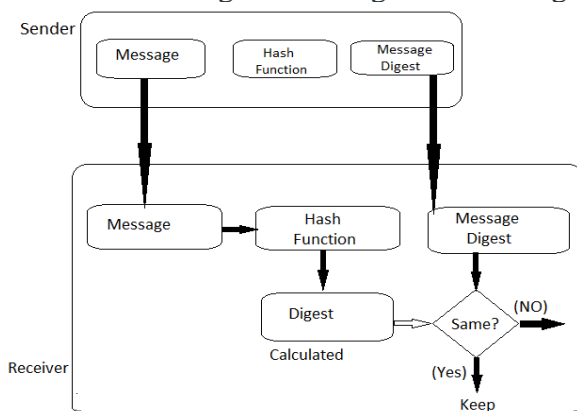 Sender
Message
Hash
Function
Message
Digest
Message
Hash
Function
Message
Digest
Digest
Calculated
Same?
(NO)
(Yes)
Receiver
Keep